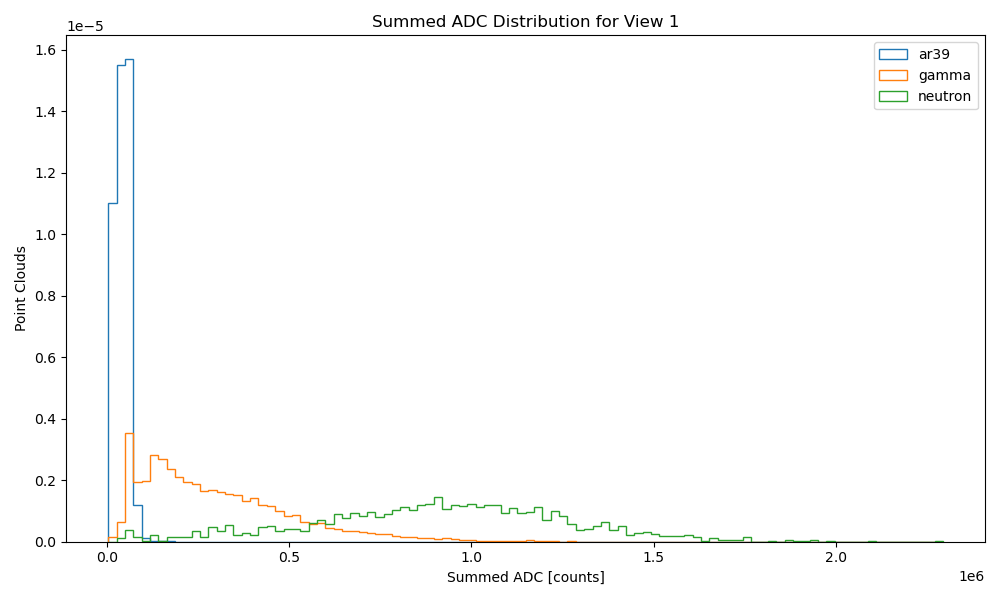 Summed ADC Distribution for View 1
1e−5
1.6
1.4
1.2
1.0
0.8
0.6
0.4
0.2
0.0
Point Clouds
ar39
gamma
neutron
0.0 0.5 1.0 1.5 2.0
1e6
Summed ADC [counts]